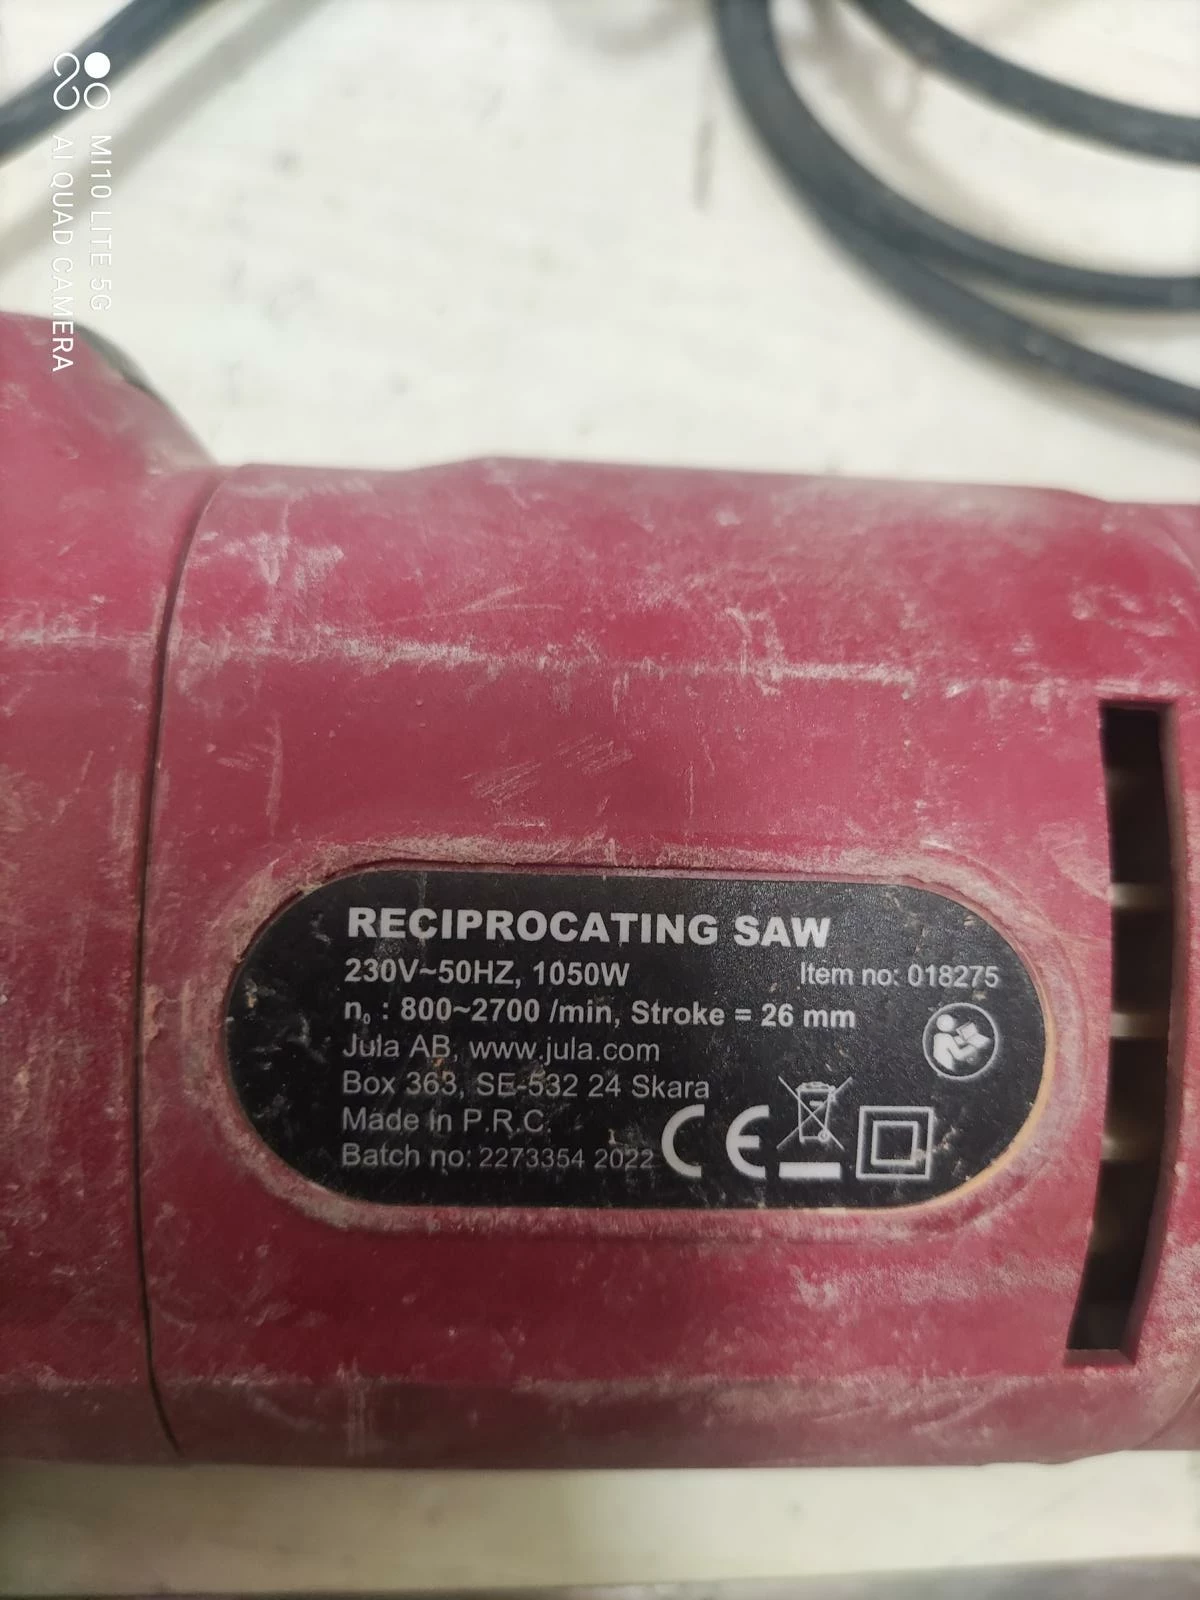 MI10 LITE 5G
AI QUAD CAMERA
RECIPROCATING SAW
230V~50HZ, 1050W Item no: 018275
n₀ : 800~2700 /min, Stroke = 26 mm
Jula AB, www.jula.com
Box 363, SE-532 24 Skara
Made in P.R.C.
Batch no: 2273354 2022 CE